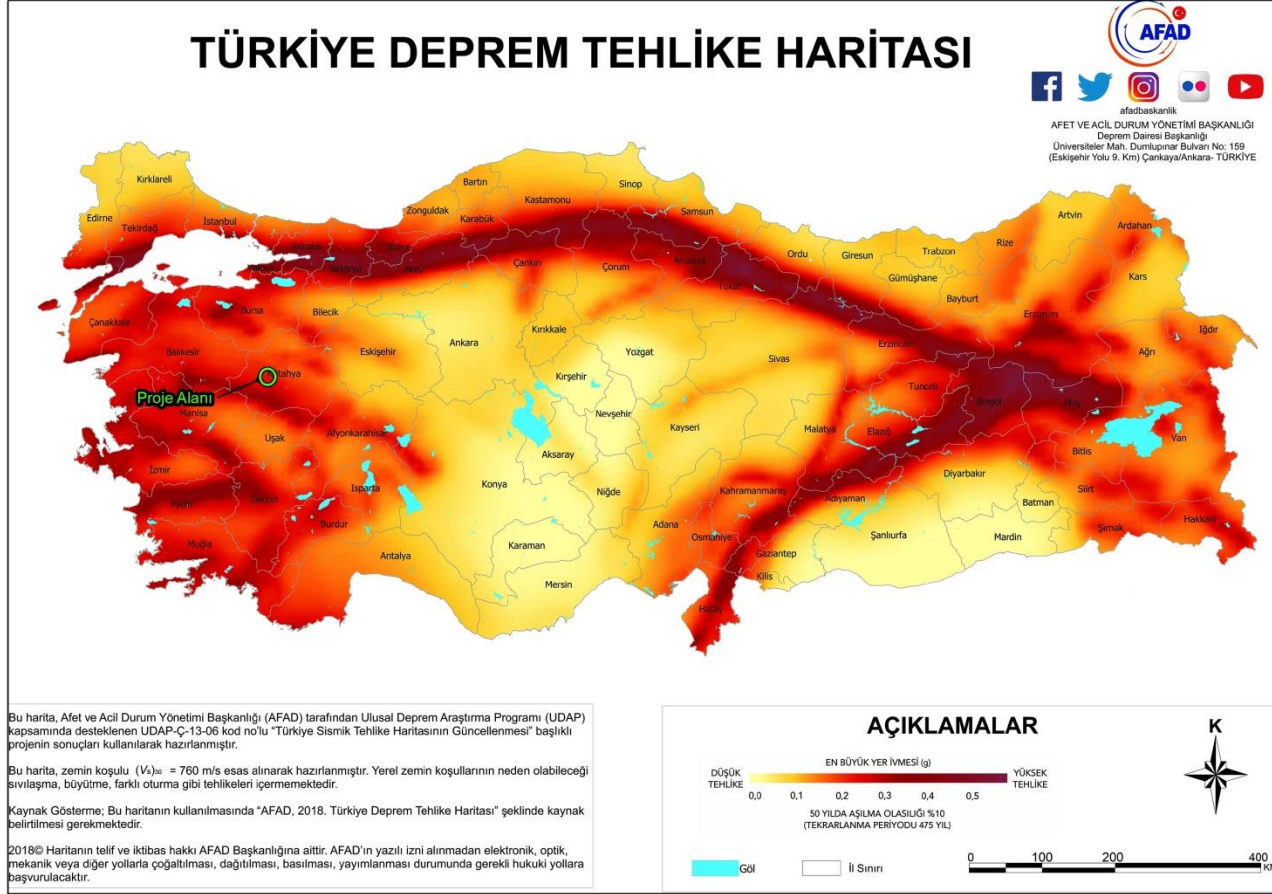 TÜRKİYE DEPREM TEHLİKE HARİTASI
AFAD
afadbaskanlik
AFET VE ACİL DURUM YÖNETİMİ BAŞKANLIĞI
Deprem Dairesi Başkanlığı
Üniversiteler Mah. Dumlupınar Bulvarı No: 159
(Eskişehir Yolu 9. Km) Çankaya/Ankara- TÜRKİYE
Kırklareli
Edirne
Tekirdağ
İstanbul
Kocaeli
Yalova
Sakarya
Düzce
Bolu
Zonguldak
Bartın
Karabük
Kastamonu
Sinop
Samsun
Çankırı
Çorum
Amasya
Tokat
Ordu
Giresun
Trabzon
Gümüşhane
Bayburt
Rize
Artvin
Ardahan
Kars
Iğdır
Ağrı
Erzurum
Erzincan
Çanakkale
Balıkesir
Bursa
Bilecik
Eskişehir
Ankara
Kırıkkale
Yozgat
Sivas
Kırşehir
Nevşehir
Kayseri
Malatya
Tunceli
Elazığ
Bingöl
Muş
Bitlis
Van
Proje Alanı
Manisa
Uşak
Afyonkarahisar
İzmir
Aydın
Denizli
Isparta
Burdur
Muğla
Antalya
Konya
Aksaray
Niğde
Karaman
Mersin
Adana
Osmaniye
Kahramanmaraş
Adıyaman
Gaziantep
Kilis
Hatay
Şanlıurfa
Diyarbakır
Mardin
Batman
Siirt
Şırnak
Hakkari
Bu harita, Afet ve Acil Durum Yönetimi Başkanlığı (AFAD) tarafından Ulusal Deprem Araştırma Programı (UDAP)
kapsamında desteklenen UDAP-Ç-13-06 kod no'lu "Türkiye Sismik Tehlike Haritasının Güncellenmesi" başlıklı
projenin sonuçları kullanılarak hazırlanmıştır.
Bu harita, zemin koşulu (Vs)30 = 760 m/s esas alınarak hazırlanmıştır. Yerel zemin koşullarının neden olabileceği
sıvılaşma, büyütme, farklı oturma gibi tehlikeleri içermemektedir.
Kaynak Gösterme; Bu haritanın kullanılmasında "AFAD, 2018. Türkiye Deprem Tehlike Haritası" şeklinde kaynak
belirtilmesi gerekmektedir.
2018© Haritanın telif ve iktibas hakkı AFAD Başkanlığına aittir. AFAD'ın yazılı izni alınmadan elektronik, optik,
mekanik veya diğer yollarla çoğaltılması, dağıtılması, basılması, yayımlanması durumunda gerekli hukuki yollara
başvurulacaktır.
AÇIKLAMALAR
EN BÜYÜK YER İVMESİ (g)
DÜŞÜK TEHLİKE
YÜKSEK TEHLİKE
0,0 0,1 0,2 0,3 0,4 0,5
50 YILDA AŞILMA OLASILIĞI %10
(TEKRARLANMA PERİYODU 475 YIL)
Göl
İl Sınırı
K
0 100 200 400
KM